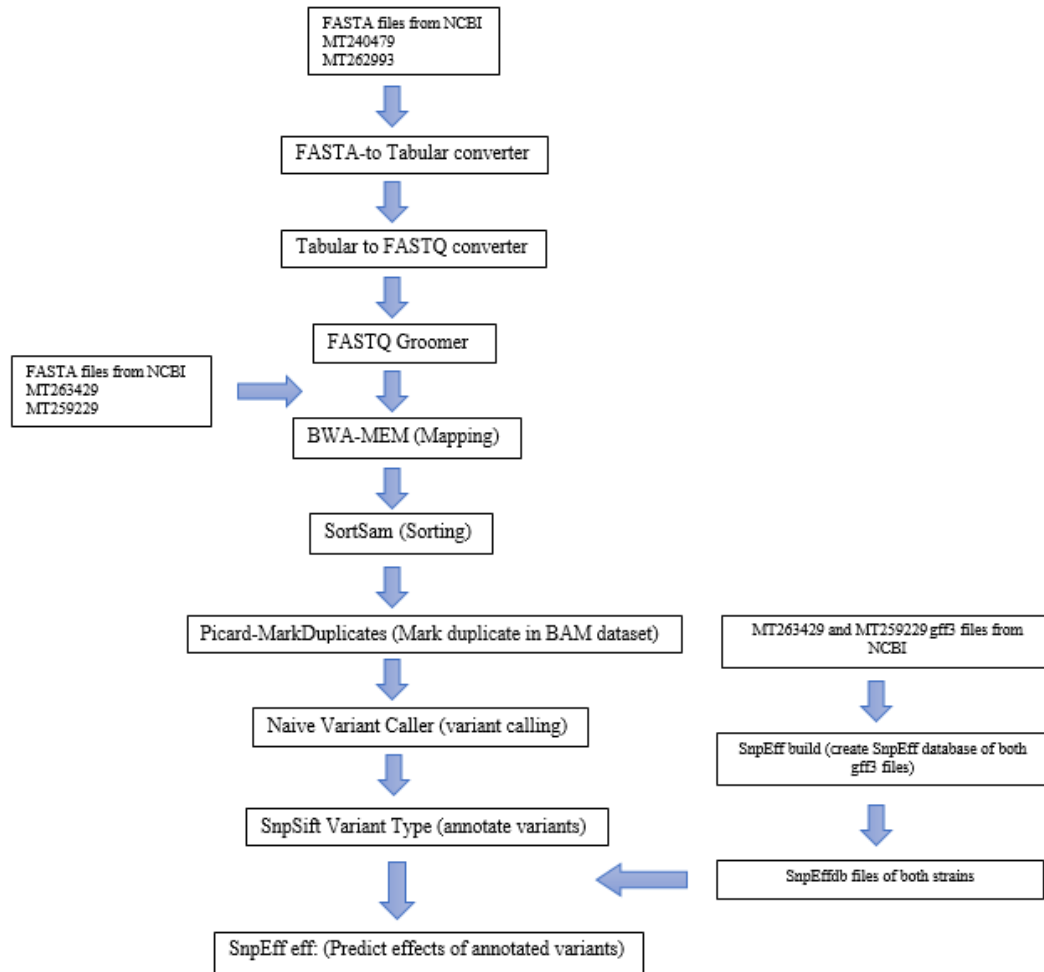 FASTA files from NCBI
MT240479
MT262993
FASTA-to Tabular converter
Tabular to FASTQ converter
FASTQ Groomer
FASTA files from NCBI
MT263429
MT259229
BWA-MEM (Mapping)
SortSam (Sorting)
Picard-MarkDuplicates (Mark duplicate in BAM dataset)
MT263429 and MT259229 gff3 files from
NCBI
Naive Variant Caller (variant calling)
SnpEff build (create SnpEff database of both
gff3 files)
SnpSift Variant Type (annotate variants)
SnpEffdb files of both strains
SnpEff eff: (Predict effects of annotated variants)